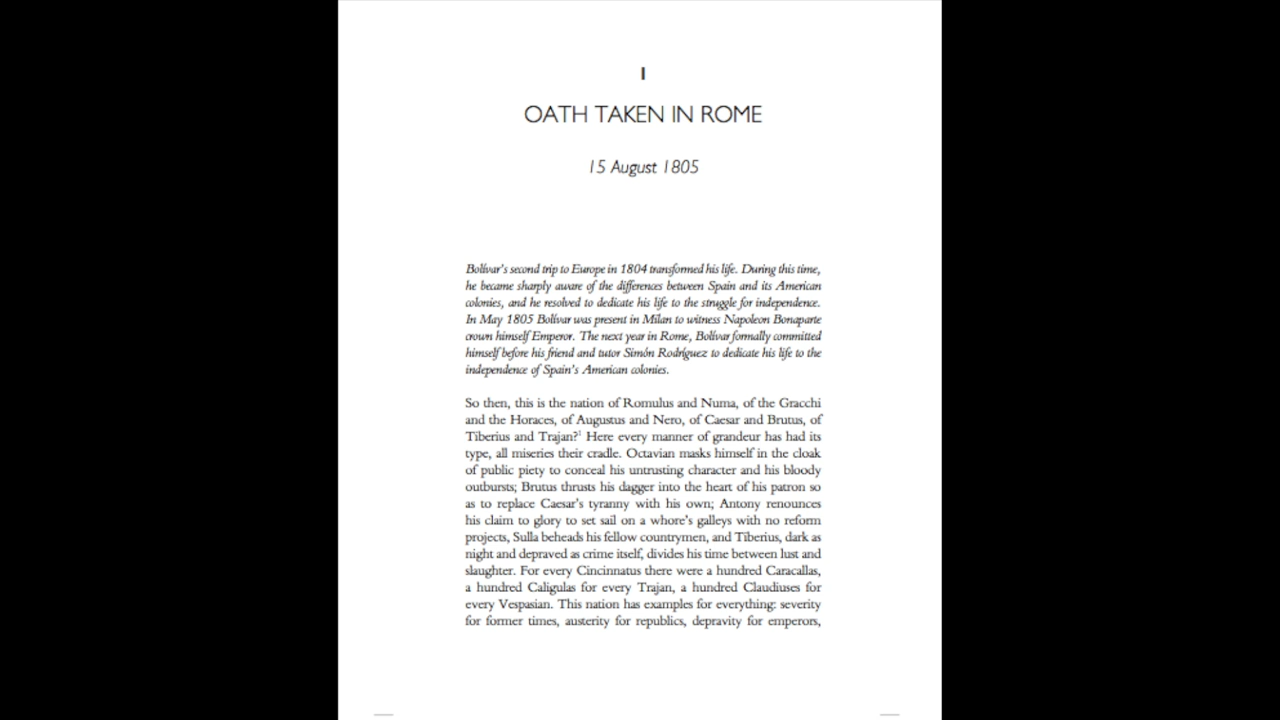 I
OATH TAKEN IN ROME
15 August 1805
Bolívar's second trip to Europe in 1804 transformed his life. During this time,
he became sharply aware of the differences between Spain and its American
colonies, and he resolved to dedicate his life to the struggle for independence.
In May 1805 Bolívar was present in Milan to witness Napoleon Bonaparte
crown himself Emperor. The next year in Rome, Bolívar formally committed
himself before his friend and tutor Simón Rodríguez to dedicate his life to the
independence of Spain's American colonies.
So then, this is the nation of Romulus and Numa, of the Gracchi
and the Horaces, of Augustus and Nero, of Caesar and Brutus, of
Tiberius and Trajan?¹ Here every manner of grandeur has had its
type, all miseries their cradle. Octavian masks himself in the cloak
of public piety to conceal his untrusting character and his bloody
outbursts; Brutus thrusts his dagger into the heart of his patron so
as to replace Caesar's tyranny with his own; Antony renounces
his claim to glory to set sail on a whore's galleys with no reform
projects, Sulla beheads his fellow countrymen, and Tiberius, dark as
night and depraved as crime itself, divides his time between lust and
slaughter. For every Cincinnatus there were a hundred Caracallas,
a hundred Caligulas for every Trajan, a hundred Claudiuses for
every Vespasian. This nation has examples for everything: severity
for former times, austerity for republics, depravity for emperors,